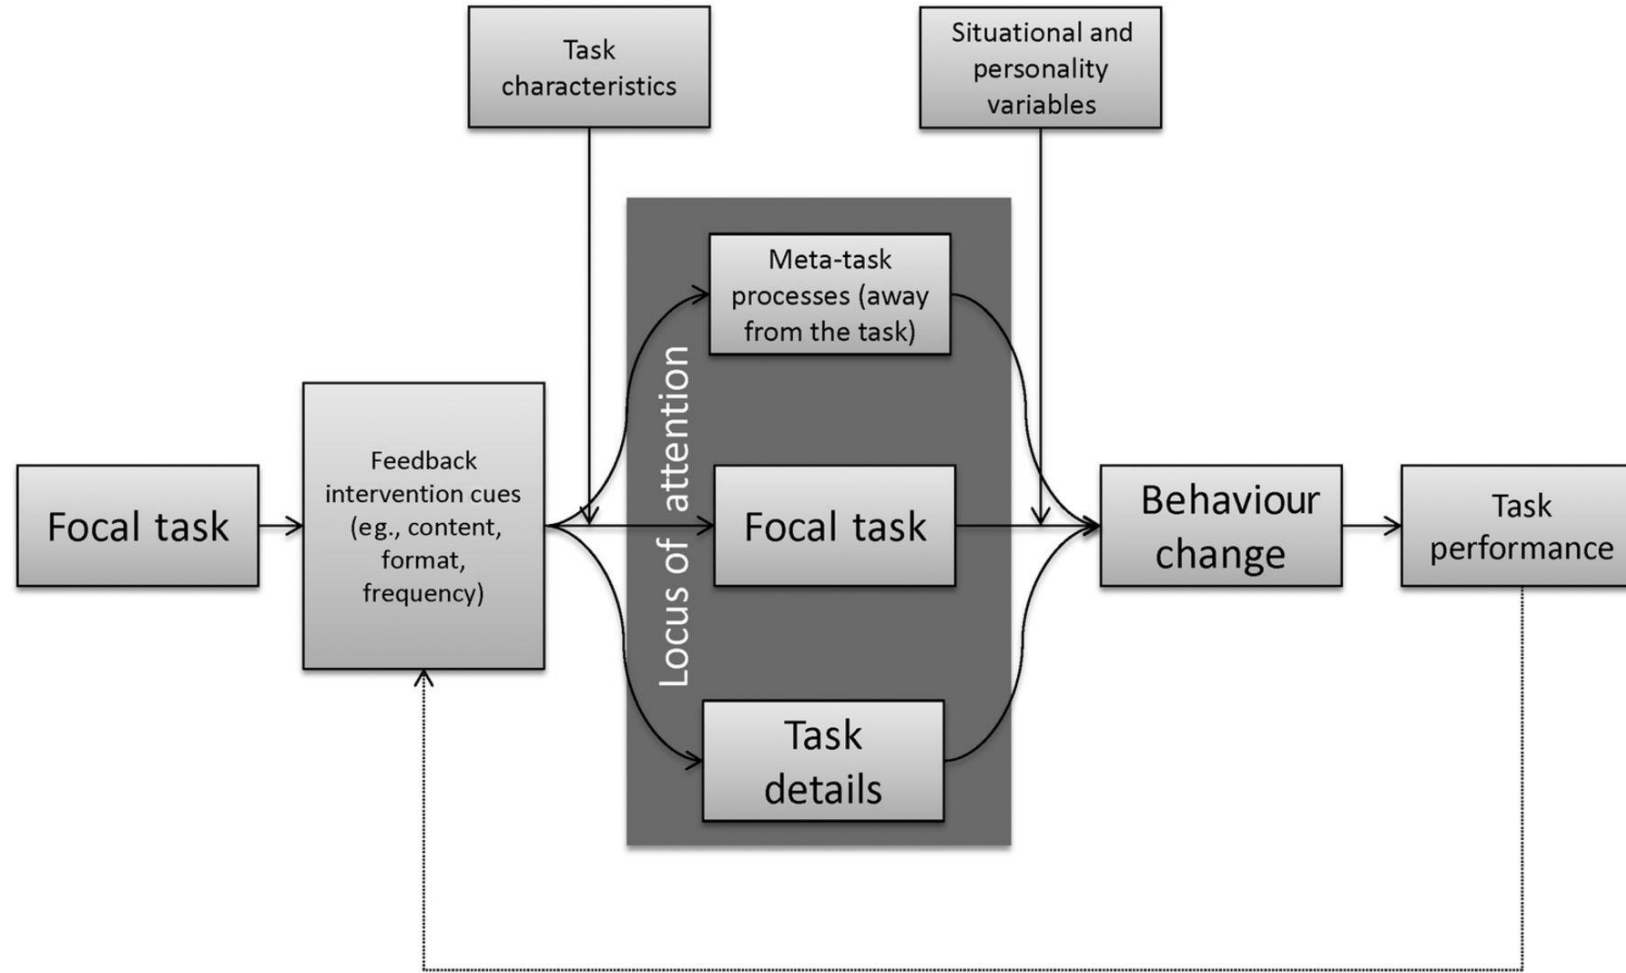 Task
characteristics
Situational and
personality
variables
Meta-task
processes (away
from the task)
Locus of attention
Focal task
Feedback
intervention cues
(eg., content,
format,
frequency)
Focal task
Behaviour
change
Task
performance
Task
details